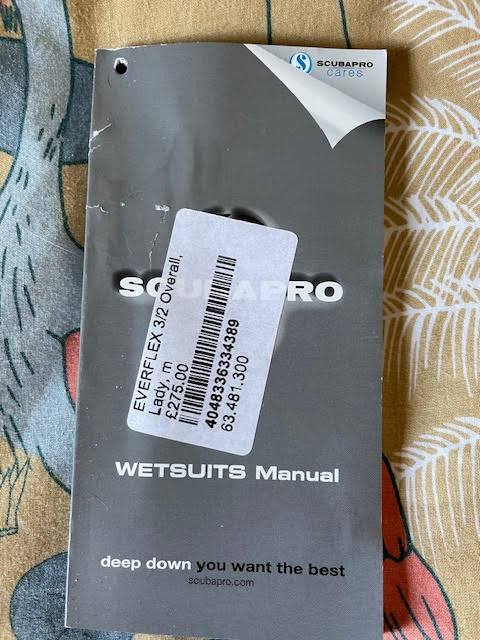 SCUBAPRO
cares
SCUBAPRO
EVERFLEX 3/2 Overall,
Lady, m
£275.00
4048336334389
63.481.300
WETSUITS Manual
deep down you want the best
scubapro.com